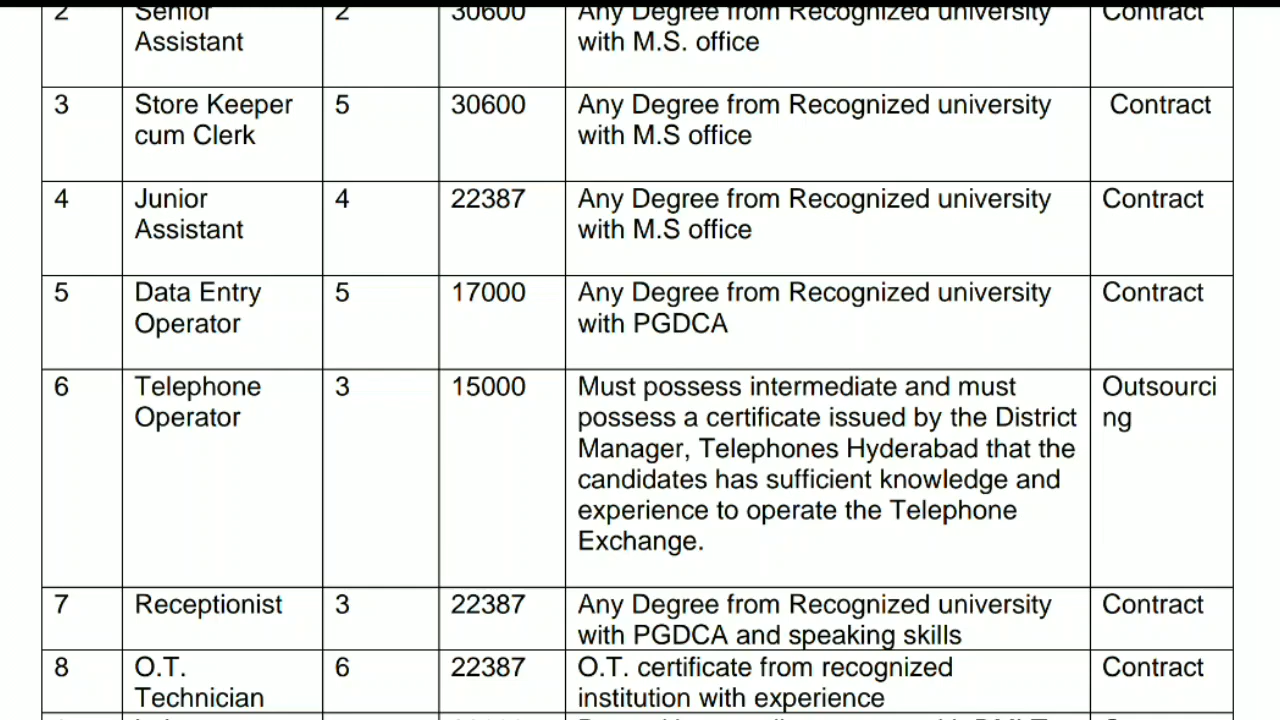 2 Senior 2 30600 Any Degree from Recognized university Contract
Assistant with M.S. office
3 Store Keeper 5 30600 Any Degree from Recognized university Contract
cum Clerk with M.S office
4 Junior 4 22387 Any Degree from Recognized university Contract
Assistant with M.S office
5 Data Entry 5 17000 Any Degree from Recognized university Contract
Operator with PGDCA
6 Telephone 3 15000 Must possess intermediate and must Outsourci
Operator possess a certificate issued by the District ng
Manager, Telephones Hyderabad that the
candidates has sufficient knowledge and
experience to operate the Telephone
Exchange.
7 Receptionist 3 22387 Any Degree from Recognized university Contract
with PGDCA and speaking skills
8 O.T. 6 22387 O.T. certificate from recognized Contract
Technician institution with experience